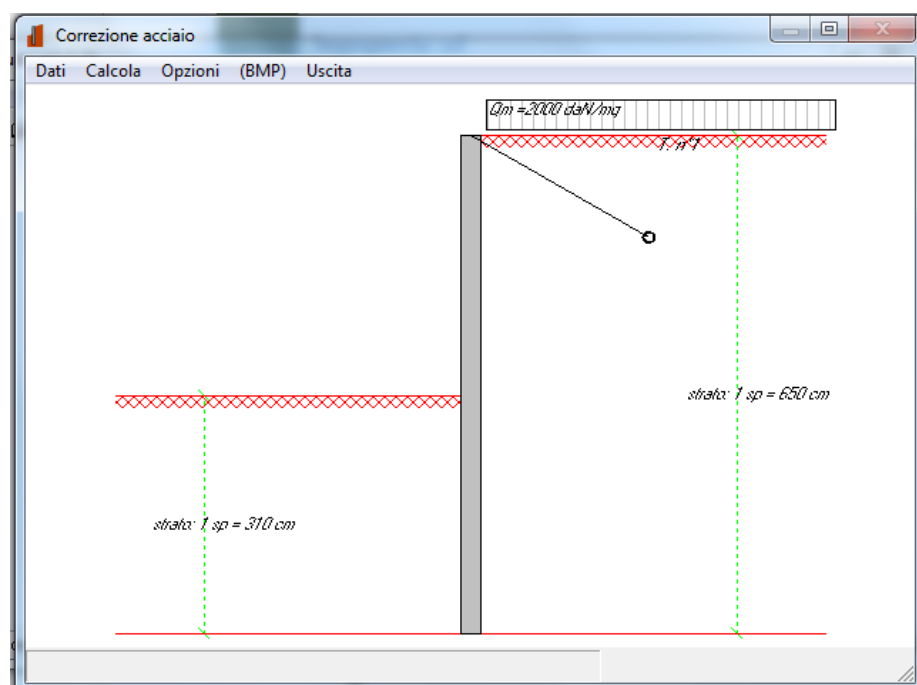 Correzione acciaio
Dati Calcola Opzioni (BMP) Uscita
Qm =2000 daN/mq
T. n°1
strato: 1 sp = 650 cm
strato: 1 sp = 310 cm